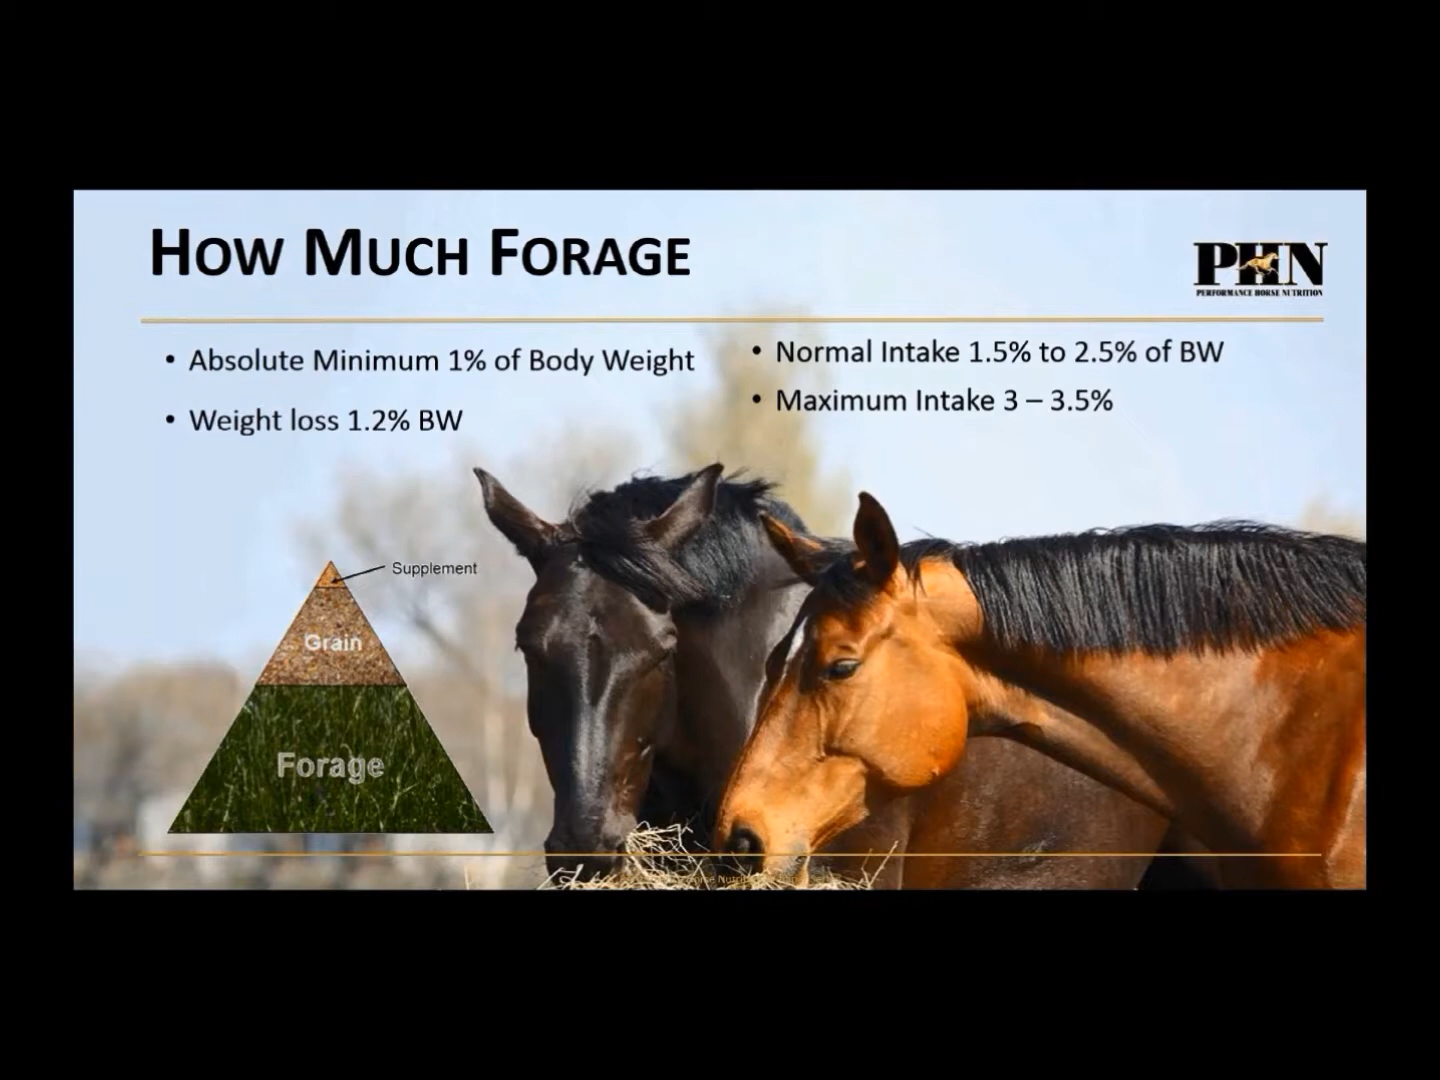 HOW MUCH FORAGE
PHN
PERFORMANCE HORSE NUTRITION
• Absolute Minimum 1% of Body Weight
• Weight loss 1.2% BW
• Normal Intake 1.5% to 2.5% of BW
• Maximum Intake 3 – 3.5%
Supplement
Grain
Forage